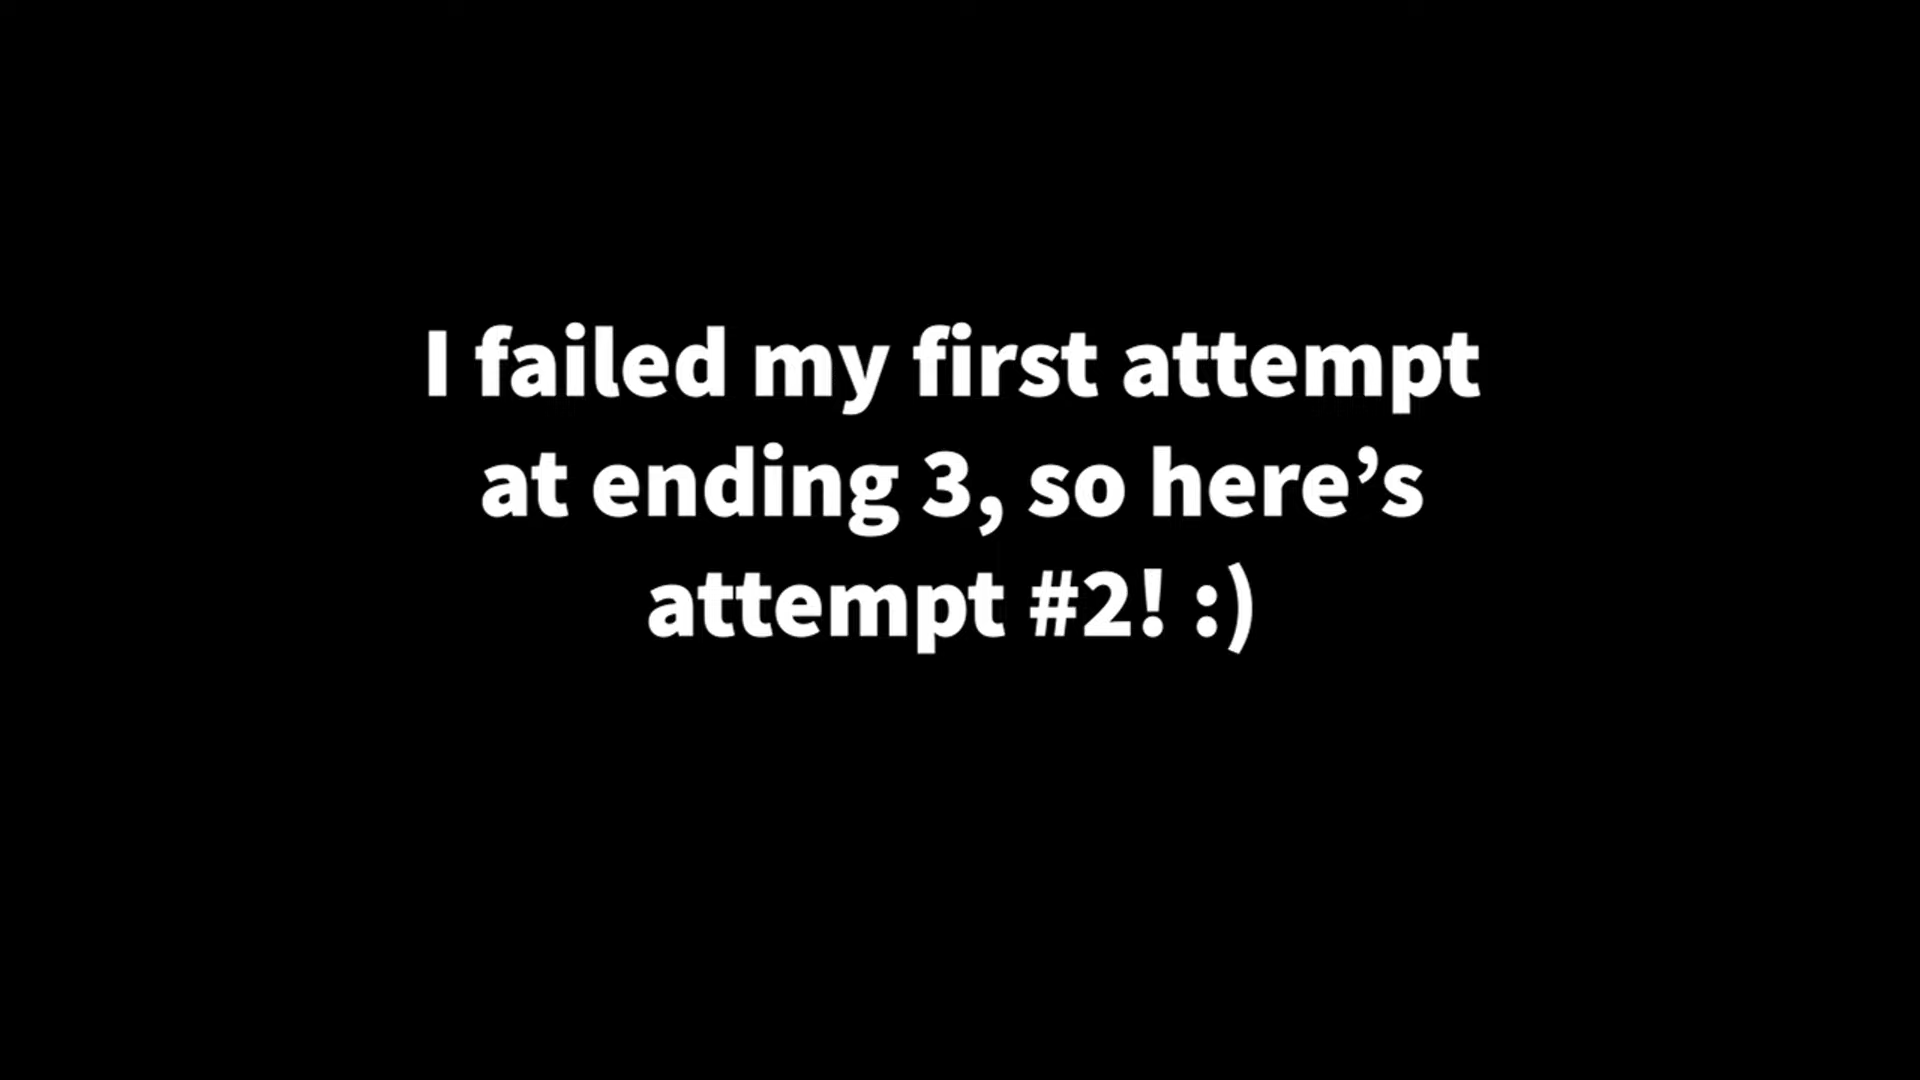 I failed my first attempt
at ending 3, so here’s
attempt #2! :)